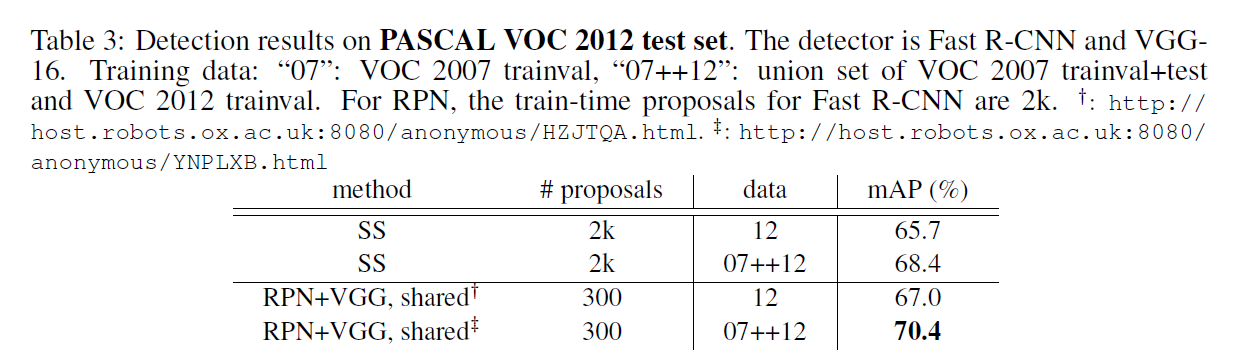 Table 3: Detection results on PASCAL VOC 2012 test set. The detector is Fast R-CNN and VGG-
16. Training data: “07”: VOC 2007 trainval, “07++12”: union set of VOC 2007 trainval+test
and VOC 2012 trainval. For RPN, the train-time proposals for Fast R-CNN are 2k. †: http://
host.robots.ox.ac.uk:8080/anonymous/HZJTQA.html. ‡: http://host.robots.ox.ac.uk:8080/
anonymous/YNPLXB.html
method # proposals data mAP (%)
SS 2k 12 65.7
SS 2k 07++12 68.4
RPN+VGG, shared† 300 12 67.0
RPN+VGG, shared‡ 300 07++12 70.4